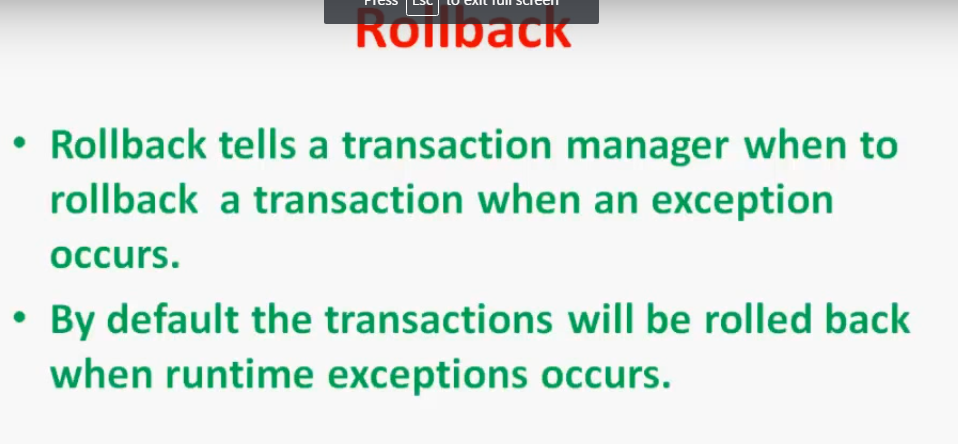 Press Esc to exit full screen
Rollback
• Rollback tells a transaction manager when to
rollback a transaction when an exception
occurs.
• By default the transactions will be rolled back
when runtime exceptions occurs.